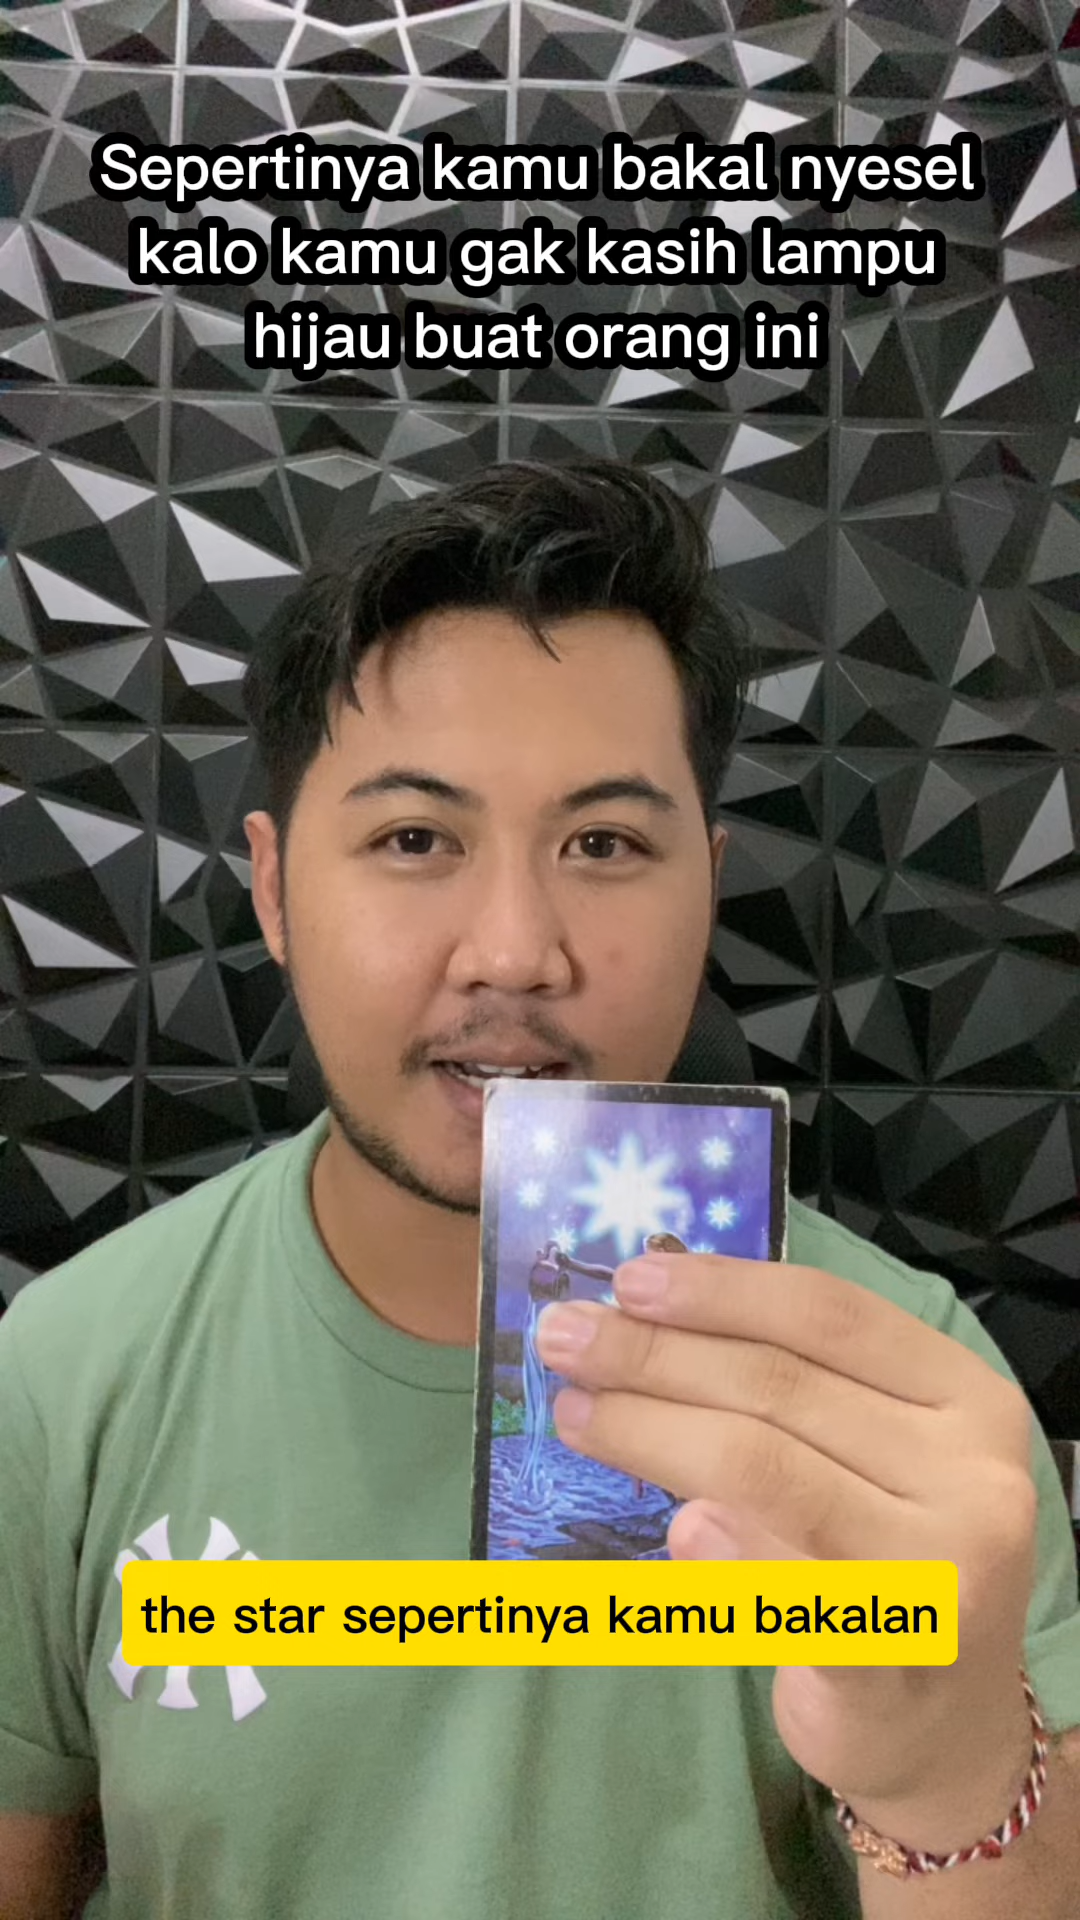 Sepertinya kamu bakal nyesel
kalo kamu gak kasih lampu
hijau buat orang ini
the star sepertinya kamu bakalan